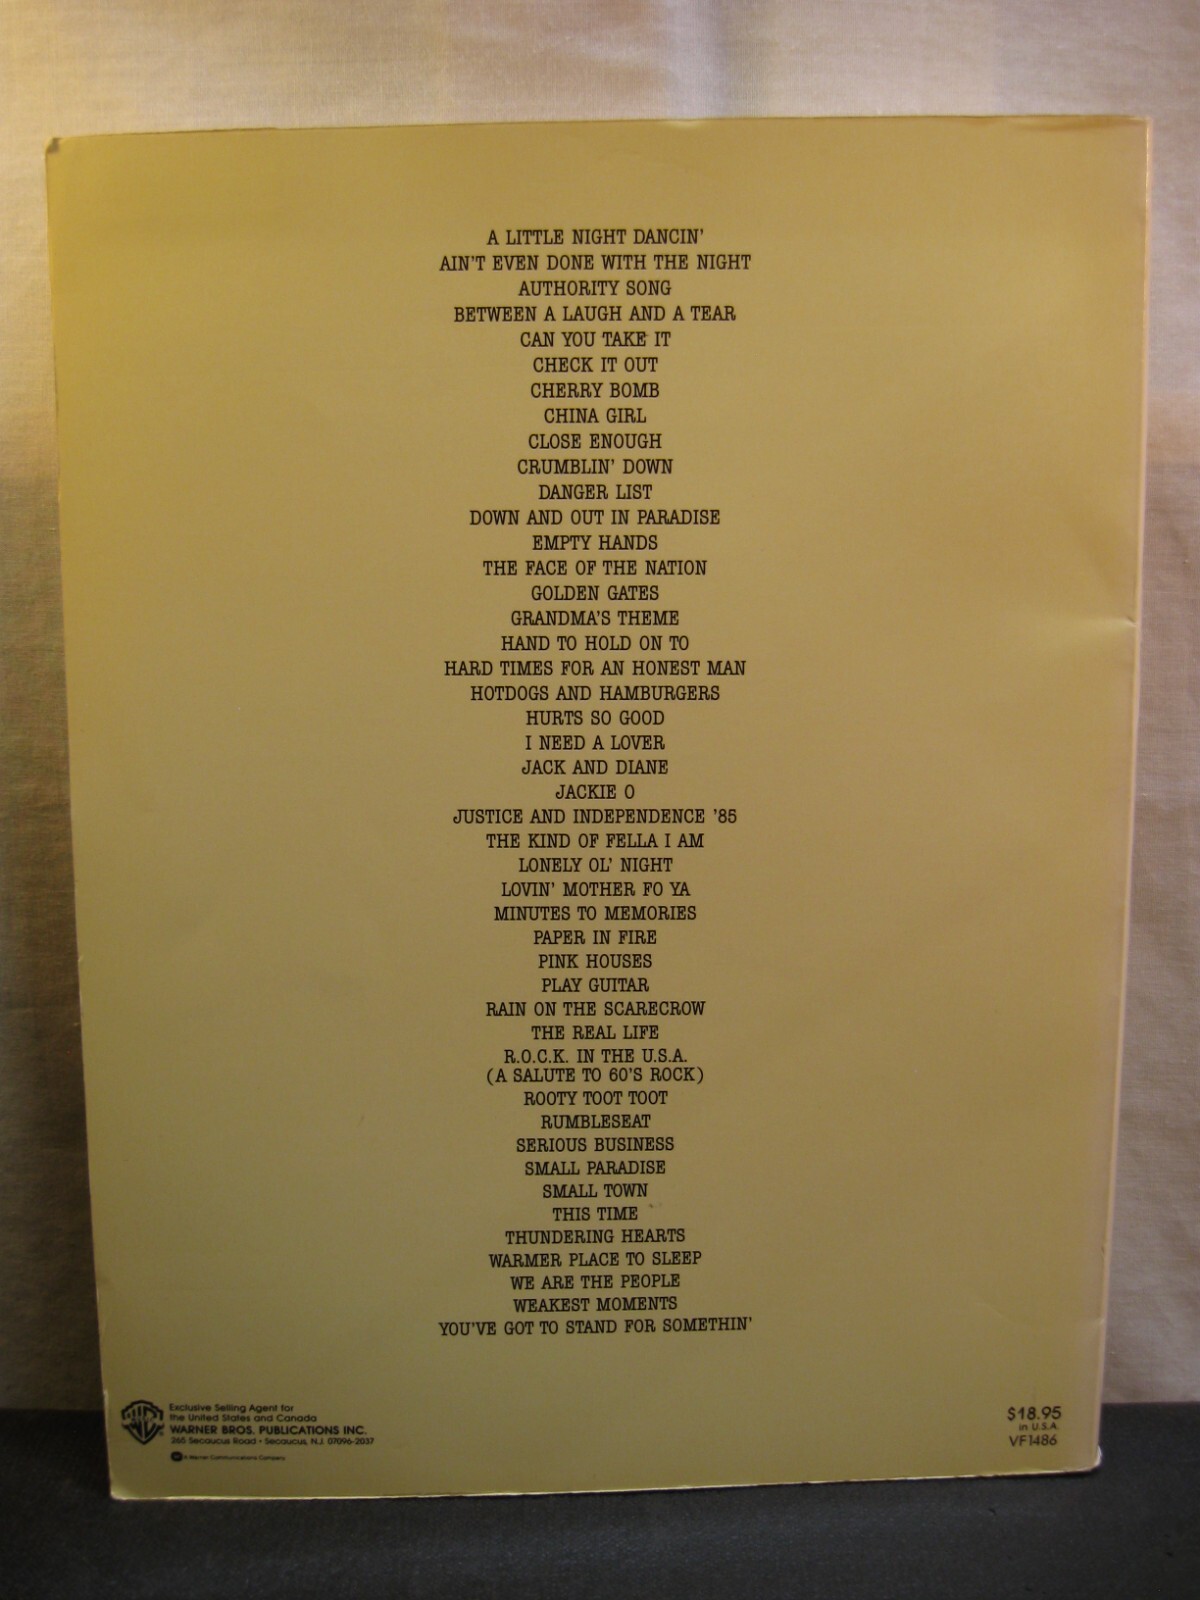 A LITTLE NIGHT DANCIN'
AIN'T EVEN DONE WITH THE NIGHT
AUTHORITY SONG
BETWEEN A LAUGH AND A TEAR
CAN YOU TAKE IT
CHECK IT OUT
CHERRY BOMB
CHINA GIRL
CLOSE ENOUGH
CRUMBLIN' DOWN
DANGER LIST
DOWN AND OUT IN PARADISE
EMPTY HANDS
THE FACE OF THE NATION
GOLDEN GATES
GRANDMA'S THEME
HAND TO HOLD ON TO
HARD TIMES FOR AN HONEST MAN
HOTDOGS AND HAMBURGERS
HURTS SO GOOD
I NEED A LOVER
JACK AND DIANE
JACKIE O
JUSTICE AND INDEPENDENCE '85
THE KIND OF FELLA I AM
LONELY OL' NIGHT
LOVIN' MOTHER FO YA
MINUTES TO MEMORIES
PAPER IN FIRE
PINK HOUSES
PLAY GUITAR
RAIN ON THE SCARECROW
THE REAL LIFE
R.O.C.K. IN THE U.S.A.
(A SALUTE TO 60'S ROCK)
ROOTY TOOT TOOT
RUMBLESEAT
SERIOUS BUSINESS
SMALL PARADISE
SMALL TOWN
THIS TIME
THUNDERING HEARTS
WARMER PLACE TO SLEEP
WE ARE THE PEOPLE
WEAKEST MOMENTS
YOU'VE GOT TO STAND FOR SOMETHIN'
WB
Exclusive Selling Agent for
the United States and Canada
WARNER BROS. PUBLICATIONS INC.
265 Secaucus Road • Secaucus, N.J. 07096-2037
A Warner Communications Company
$18.95
in U.S.A.
VF1486